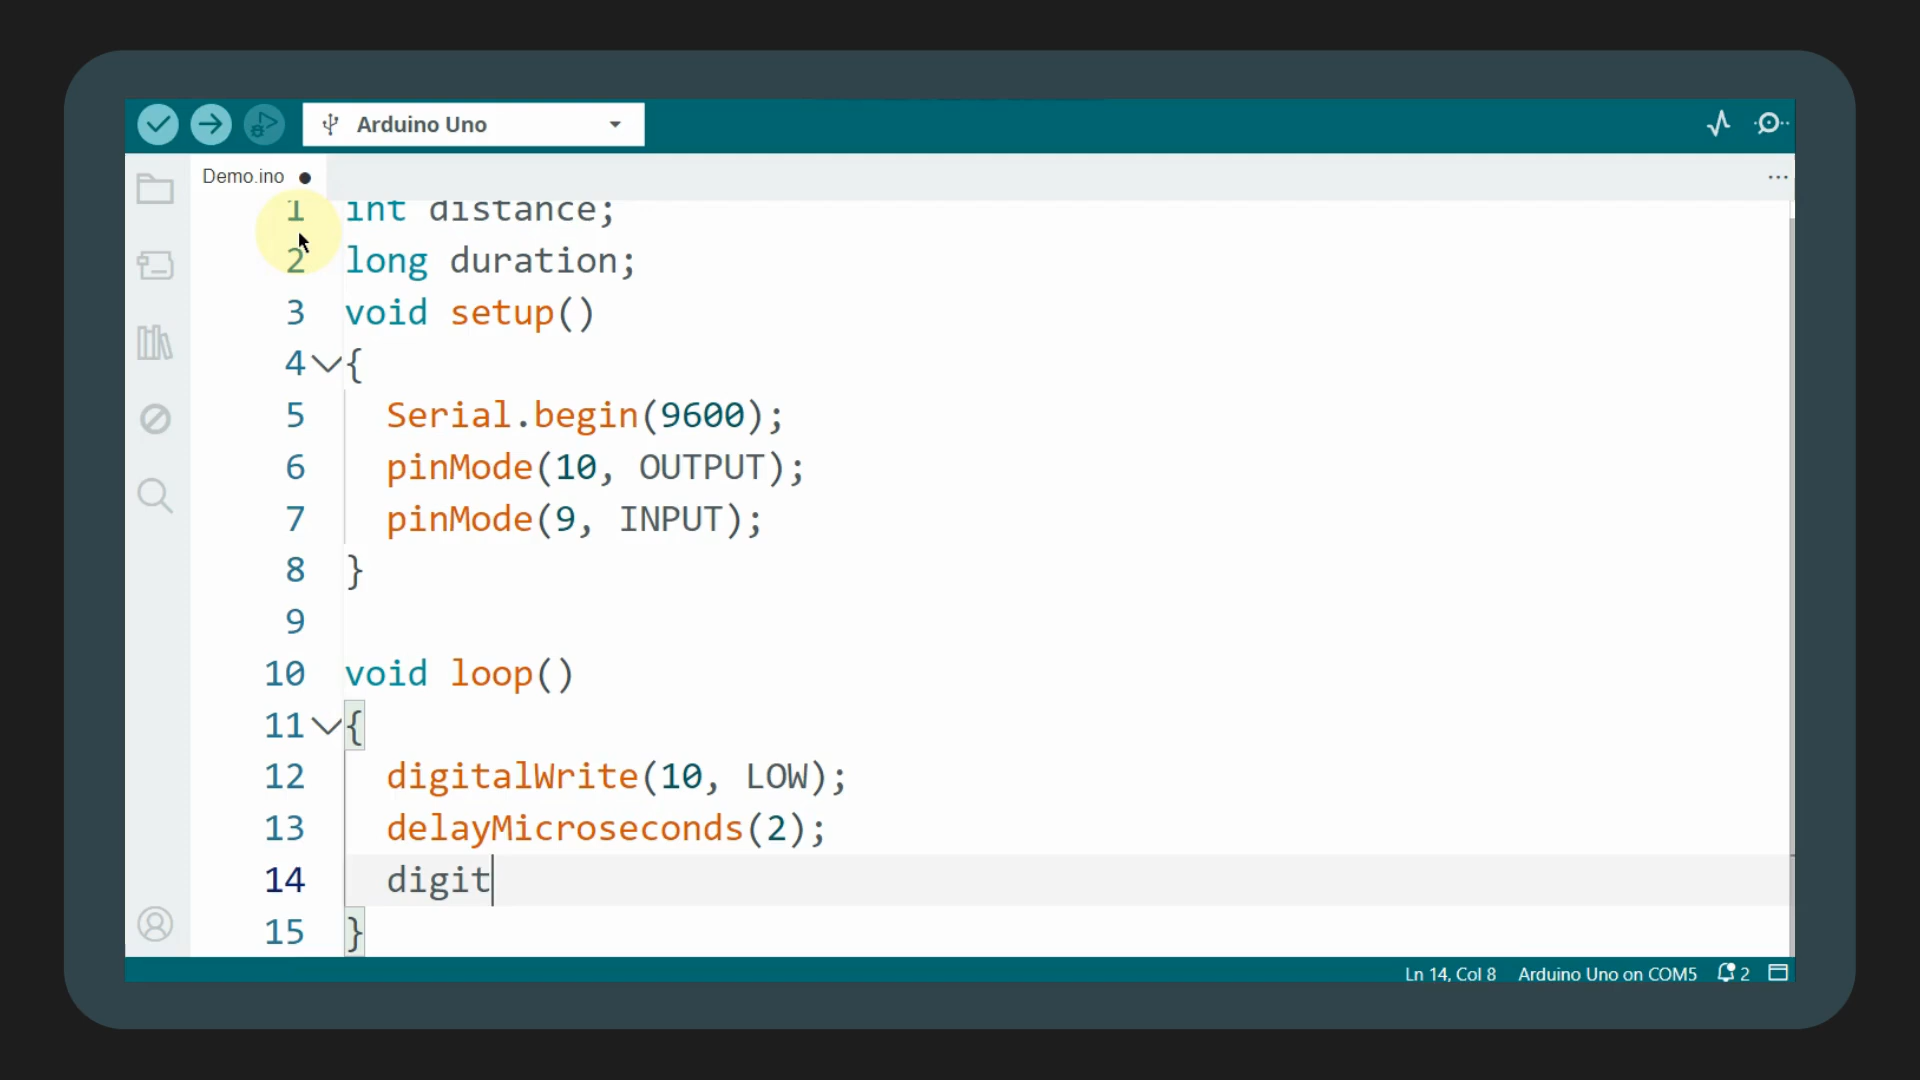 Arduino Uno
Demo.ino
...
1 int distance;
2 long duration;
3 void setup()
4 {
5 Serial.begin(9600);
6 pinMode(10, OUTPUT);
7 pinMode(9, INPUT);
8 }
9
10 void loop()
11 {
12 digitalWrite(10, LOW);
13 delayMicroseconds(2);
14 digit
15 }
Ln 14, Col 8 Arduino Uno on COM5 2